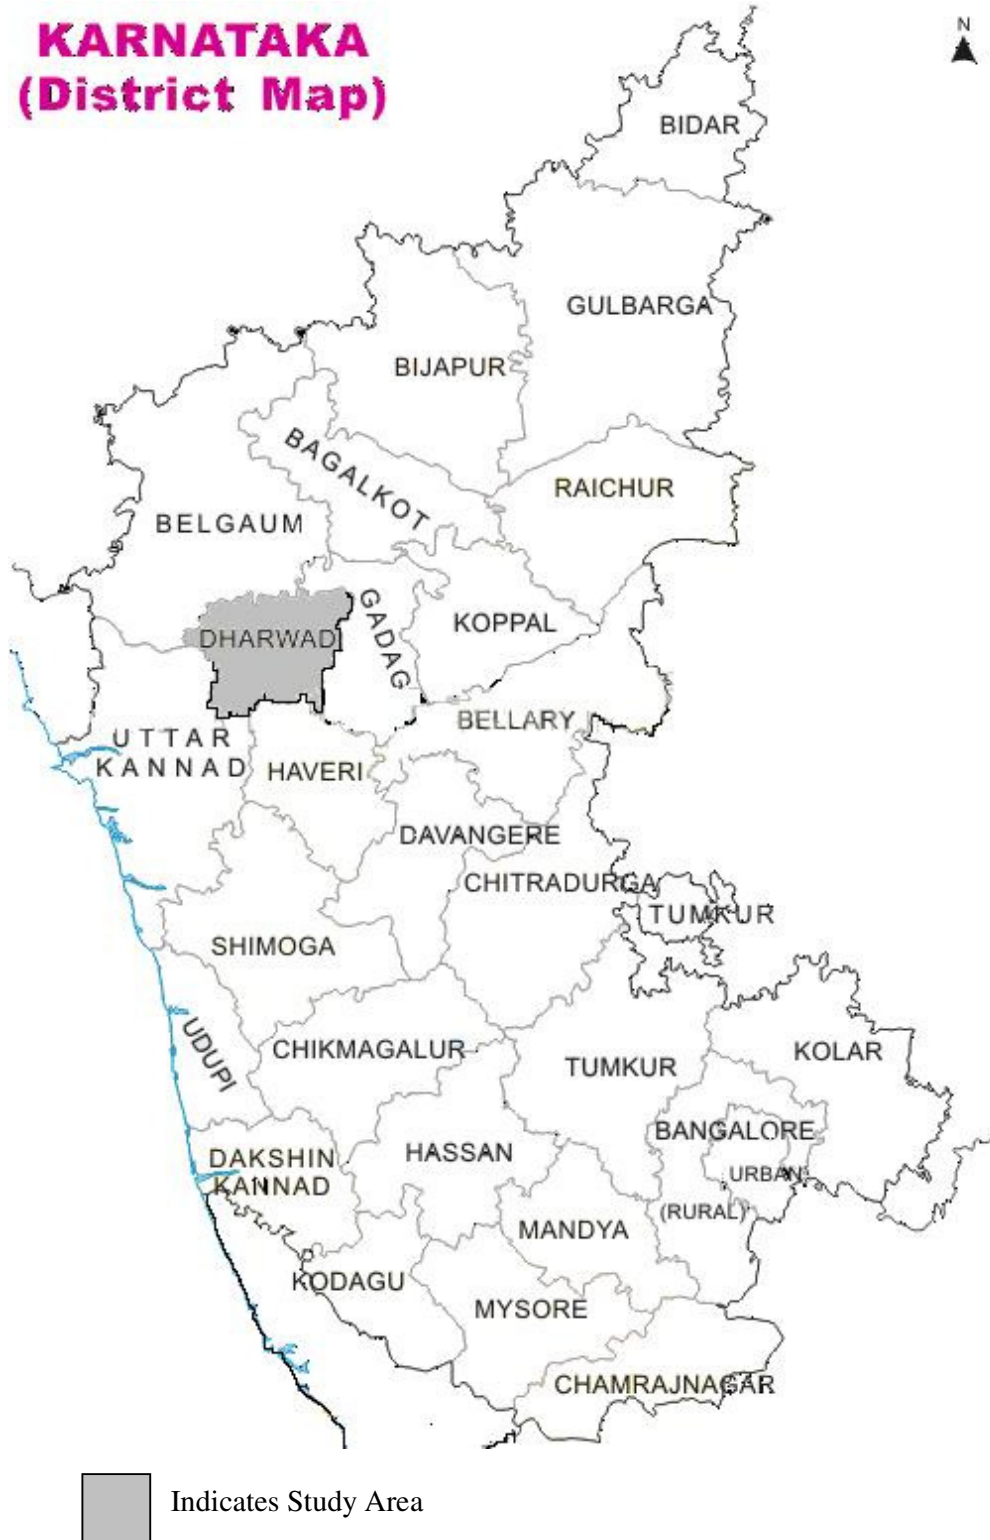 KARNATAKA
(District Map)
N
BIDAR
GULBARGA
BIJAPUR
BAGALKOT
RAICHUR
BELGAUM
DHARWAD
GADAG
KOPPAL
BELLARY
UTTAR
KANNAD
HAVERI
DAVANGERE
CHITRADURGA
TUMKUR
SHIMOGA
UDUPI
CHIKMAGALUR
TUMKUR
KOLAR
BANGALORE
URBAN
(RURAL)
HASSAN
DAKSHIN
KANNAD
MANDYA
KODAGU
MYSORE
CHAMRAJNAGAR
Indicates Study Area